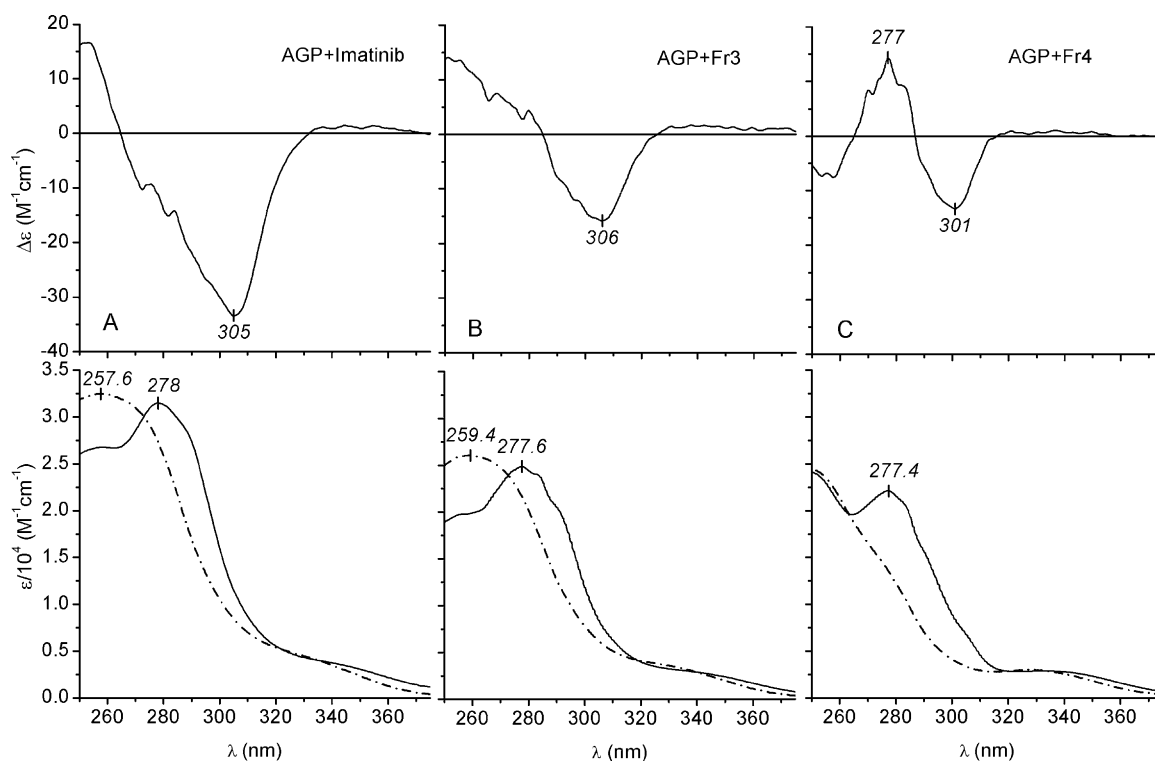 AGP+Imatinib
AGP+Fr3
AGP+Fr4
20
10
0
-10
-20
-30
-40
Δε (M⁻¹cm⁻¹)
A
305
B
306
C
277
301
3.5
3.0
2.5
2.0
1.5
1.0
0.5
0.0
ε/10⁴ (M⁻¹cm⁻¹)
257.6
278
259.4
277.6
277.4
260 280 300 320 340 360
260 280 300 320 340 360
260 280 300 320 340 360
λ (nm)
λ (nm)
λ (nm)